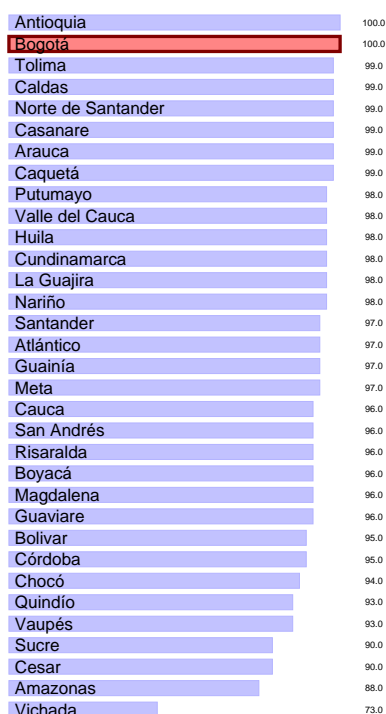 Antioquia 100.0
Bogotá 100.0
Tolima 99.0
Caldas 99.0
Norte de Santander 99.0
Casanare 99.0
Arauca 99.0
Caquetá 99.0
Putumayo 98.0
Valle del Cauca 98.0
Huila 98.0
Cundinamarca 98.0
La Guajira 98.0
Nariño 98.0
Santander 97.0
Atlántico 97.0
Guainía 97.0
Meta 97.0
Cauca 96.0
San Andrés 96.0
Risaralda 96.0
Boyacá 96.0
Magdalena 96.0
Guaviare 96.0
Bolivar 95.0
Córdoba 95.0
Chocó 94.0
Quindío 93.0
Vaupés 93.0
Sucre 90.0
Cesar 90.0
Amazonas 88.0
Vichada 73.0